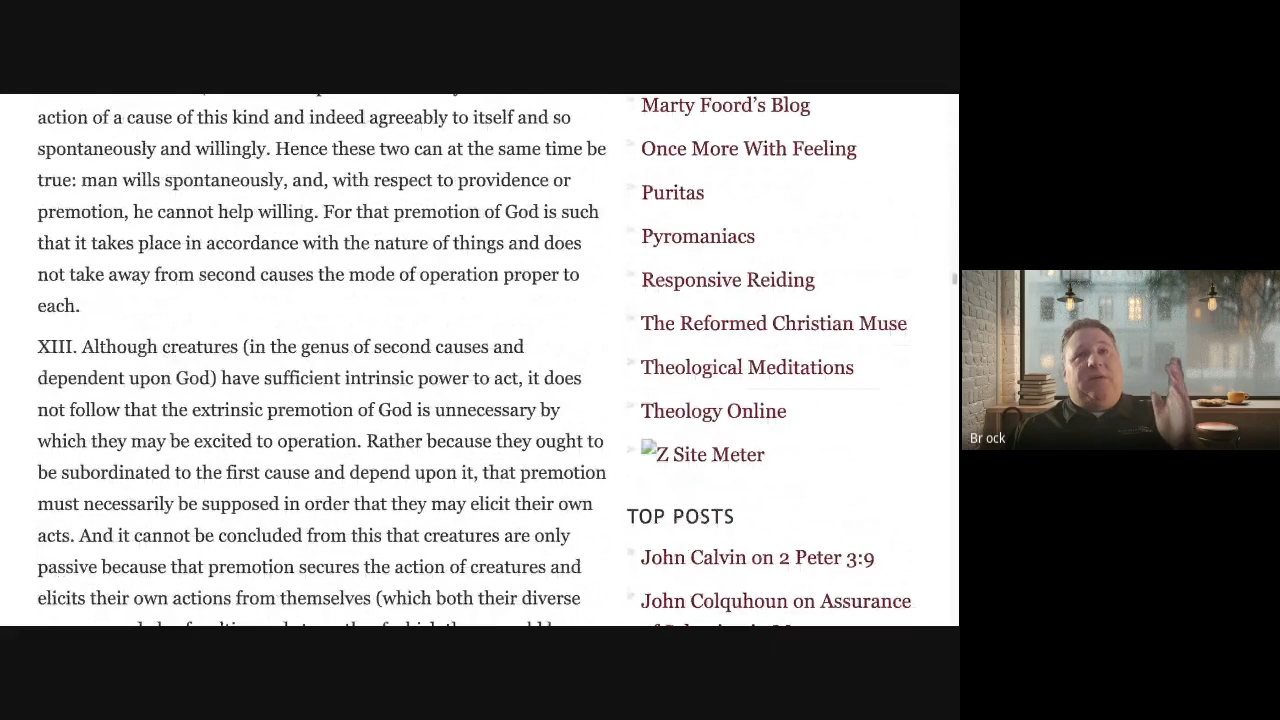 action of a cause of this kind and indeed agreeably to itself and so
spontaneously and willingly. Hence these two can at the same time be
true: man wills spontaneously, and, with respect to providence or
premotion, he cannot help willing. For that premotion of God is such
that it takes place in accordance with the nature of things and does
not take away from second causes the mode of operation proper to
each.
XIII. Although creatures (in the genus of second causes and
dependent upon God) have sufficient intrinsic power to act, it does
not follow that the extrinsic premotion of God is unnecessary by
which they may be excited to operation. Rather because they ought to
be subordinated to the first cause and depend upon it, that premotion
must necessarily be supposed in order that they may elicit their own
acts. And it cannot be concluded from this that creatures are only
passive because that premotion secures the action of creatures and
elicits their own actions from themselves (which both their diverse
Marty Foord’s Blog
Once More With Feeling
Puritas
Pyromaniacs
Responsive Reiding
The Reformed Christian Muse
Theological Meditations
Theology Online
Z Site Meter
TOP POSTS
John Calvin on 2 Peter 3:9
John Colquhoun on Assurance
Br ock